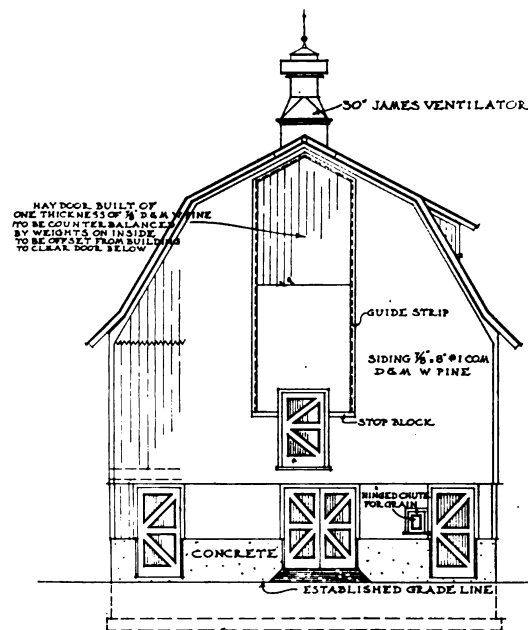 30" JAMES VENTILATOR
HAY DOOR BUILT OF
ONE THICKNESS OF ⅞" D&M W PINE
TO BE COUNTER BALANCED
BY WEIGHTS ON INSIDE
TO BE OFFSET FROM BUILDING
TO CLEAR DOOR BELOW
GUIDE STRIP
SIDING ⅞" x 8" #1 COM
D&M W PINE
STOP BLOCK
HINGED CHUTE
FOR GRAIN
CONCRETE
ESTABLISHED GRADE LINE